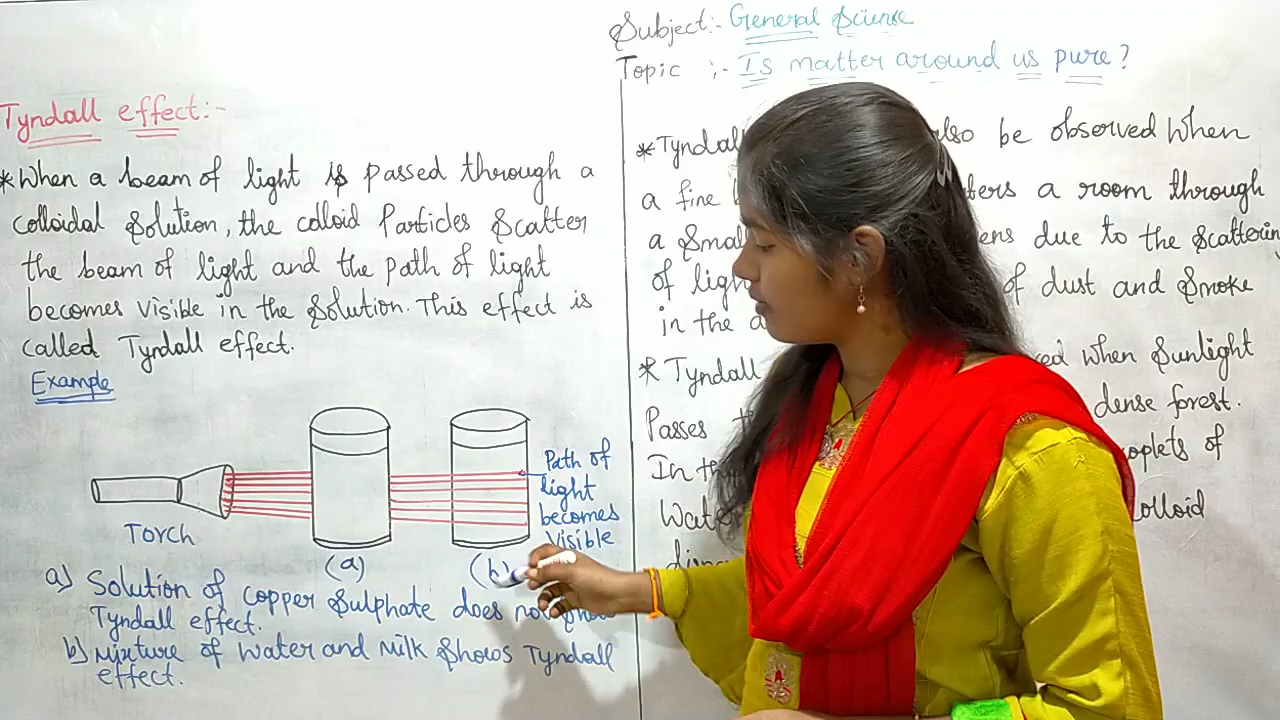 Subject:- General Science
Topic :- Is matter around us pure?
Tyndall effect:-
*When a beam of light is passed through a
colloidal solution, the colloid Particles Scatter
the beam of light and the path of light
becomes visible in the Solution. This effect is
called Tyndall effect.
Example
Path of
light
becomes
visible
Torch
(a)
(b)
a) Solution of copper Sulphate does not show
Tyndall effect.
b) Mixture of water and Milk Shows Tyndall
effect.
*Tyndall also be observed when
a fine a room through
a Small due to the Scattering
of light of dust and Smoke
in the
* Tyndall when Sunlight
Passes dense forest.
In droplets of
Water colloid